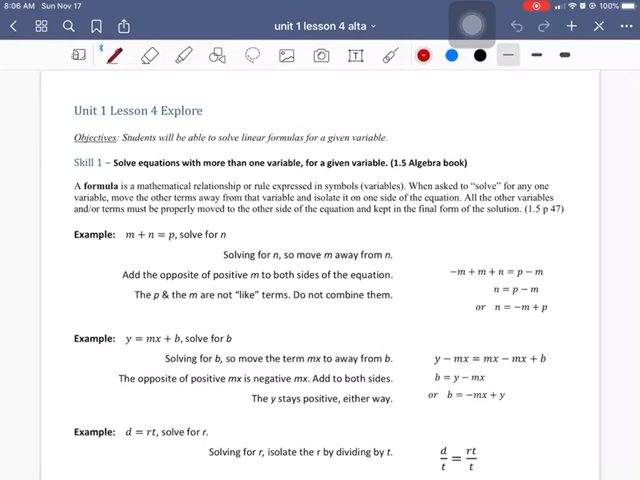 8:06 AM Sun Nov 17
100%
unit 1 lesson 4 alta
Unit 1 Lesson 4 Explore
Objectives: Students will be able to solve linear formulas for a given variable.
Skill 1 – Solve equations with more than one variable, for a given variable. (1.5 Algebra book)
A formula is a mathematical relationship or rule expressed in symbols (variables). When asked to “solve” for any one
variable, move the other terms away from that variable and isolate it on one side of the equation. All the other variables
and/or terms must be properly moved to the other side of the equation and kept in the final form of the solution. (1.5 p 47)
Example: m + n = p, solve for n
Solving for n, so move m away from n.
Add the opposite of positive m to both sides of the equation.
−m + m + n = p − m
The p & the m are not “like” terms. Do not combine them.
n = p − m
or n = −m + p
Example: y = mx + b, solve for b
Solving for b, so move the term mx to away from b.
y − mx = mx − mx + b
The opposite of positive mx is negative mx. Add to both sides.
b = y − mx
The y stays positive, either way.
or b = −mx + y
Example: d = rt, solve for r.
Solving for r, isolate the r by dividing by t.
d/t = rt/t